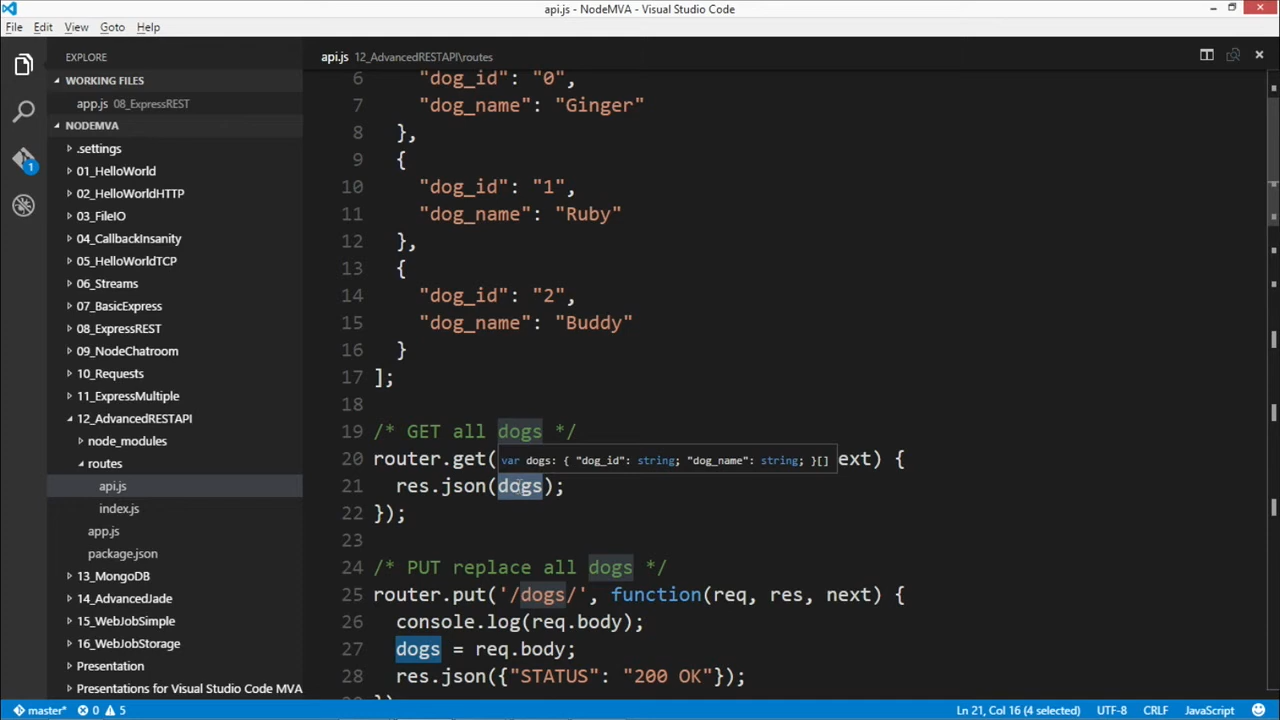 api.js - NodeMVA - Visual Studio Code
File Edit View Goto Help
EXPLORE
WORKING FILES
app.js 08_ExpressREST
NODEMVA
.settings
01_HelloWorld
02_HelloWorldHTTP
03_FileIO
04_CallbackInsanity
05_HelloWorldTCP
06_Streams
07_BasicExpress
08_ExpressREST
09_NodeChatroom
10_Requests
11_ExpressMultiple
12_AdvancedRESTAPI
node_modules
routes
api.js
index.js
app.js
package.json
13_MongoDB
14_AdvancedJade
15_WebJobSimple
16_WebJobScenario
Presentation
Presentations for Visual Studio Code MVA
1
api.js 12_AdvancedRESTAPI\routes
6 "dog_id": "0",
7 "dog_name": "Ginger"
8 },
9 {
10 "dog_id": "1",
11 "dog_name": "Ruby"
12 },
13 {
14 "dog_id": "2",
15 "dog_name": "Buddy"
16 }
17 ];
18
19 /* GET all dogs */
var dogs: { "dog_id": string; "dog_name": string; }[]
20 router.get( ext) {
21 res.json(dogs);
22 });
23
24 /* PUT replace all dogs */
25 router.put('/dogs/', function(req, res, next) {
26 console.log(req.body);
27 dogs = req.body;
28 res.json({"STATUS": "200 OK"});
master* 0 5 Ln 21, Col 16 (4 selected) UTF-8 CRLF JavaScript